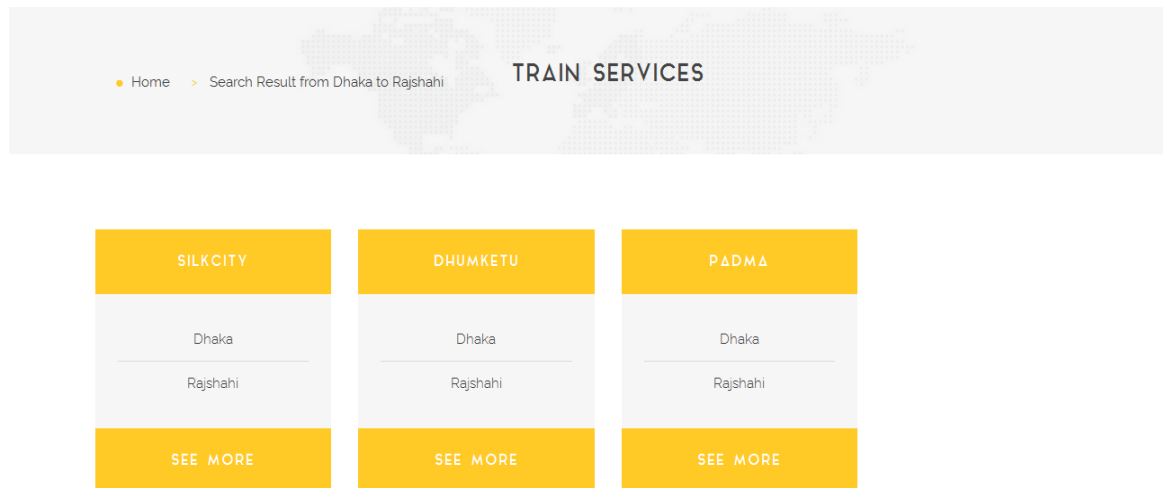 TRAIN SERVICES
Home > Search Result from Dhaka to Rajshahi
SILKCITY
Dhaka
Rajshahi
SEE MORE
DHUMKETU
Dhaka
Rajshahi
SEE MORE
PADMA
Dhaka
Rajshahi
SEE MORE